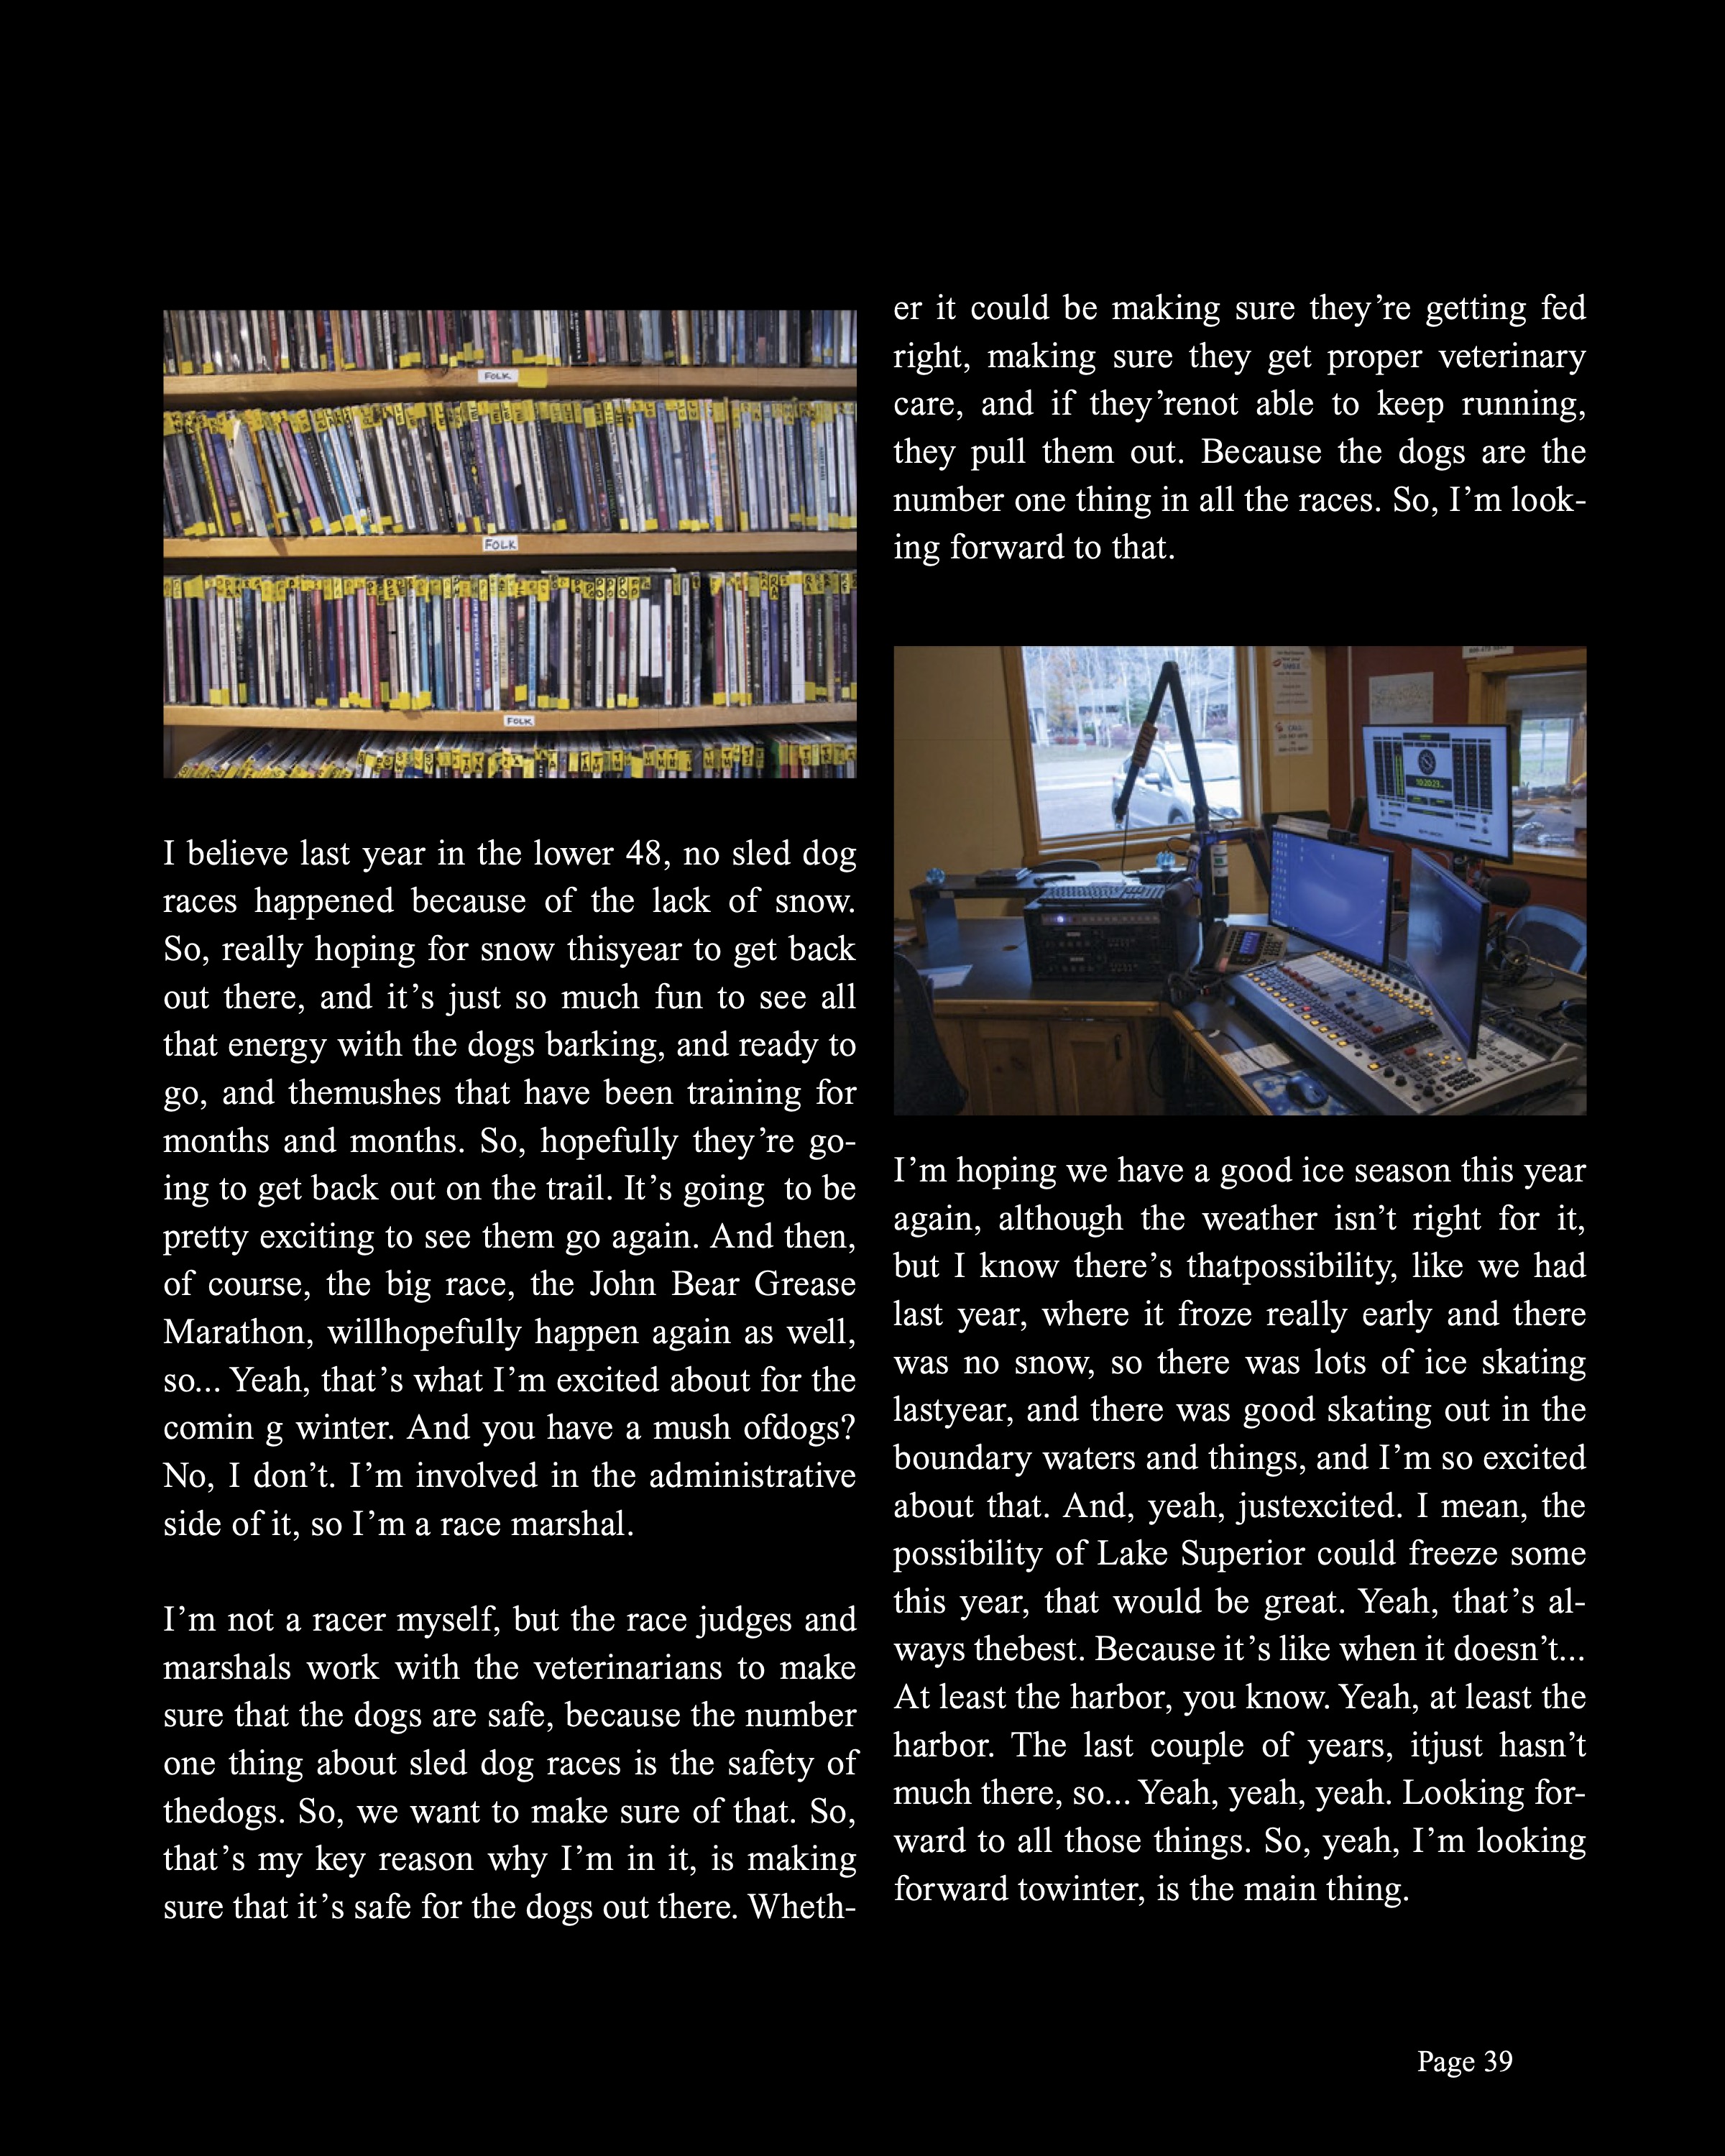 FOLK
FOLK
FOLK
I believe last year in the lower 48, no sled dog
races happened because of the lack of snow.
So, really hoping for snow thisyear to get back
out there, and it’s just so much fun to see all
that energy with the dogs barking, and ready to
go, and themushes that have been training for
months and months. So, hopefully they’re go-
ing to get back out on the trail. It’s going  to be
pretty exciting to see them go again. And then,
of course, the big race, the John Bear Grease
Marathon, willhopefully happen again as well,
so... Yeah, that’s what I’m excited about for the
comin g winter. And you have a mush ofdogs?
No, I don’t. I’m involved in the administrative
side of it, so I’m a race marshal.
I’m not a racer myself, but the race judges and
marshals work with the veterinarians to make
sure that the dogs are safe, because the number
one thing about sled dog races is the safety of
thedogs. So, we want to make sure of that. So,
that’s my key reason why I’m in it, is making
sure that it’s safe for the dogs out there. Wheth-
er it could be making sure they’re getting fed
right, making sure they get proper veterinary
care, and if they’renot able to keep running,
they pull them out. Because the dogs are the
number one thing in all the races. So, I’m look-
ing forward to that.
I’m hoping we have a good ice season this year
again, although the weather isn’t right for it,
but I know there’s thatpossibility, like we had
last year, where it froze really early and there
was no snow, so there was lots of ice skating
lastyear, and there was good skating out in the
boundary waters and things, and I’m so excited
about that. And, yeah, justexcited. I mean, the
possibility of Lake Superior could freeze some
this year, that would be great. Yeah, that’s al-
ways thebest. Because it’s like when it doesn’t...
At least the harbor, you know. Yeah, at least the
harbor. The last couple of years, itjust hasn’t
much there, so... Yeah, yeah, yeah. Looking for-
ward to all those things. So, yeah, I’m looking
forward towinter, is the main thing.
Page 39